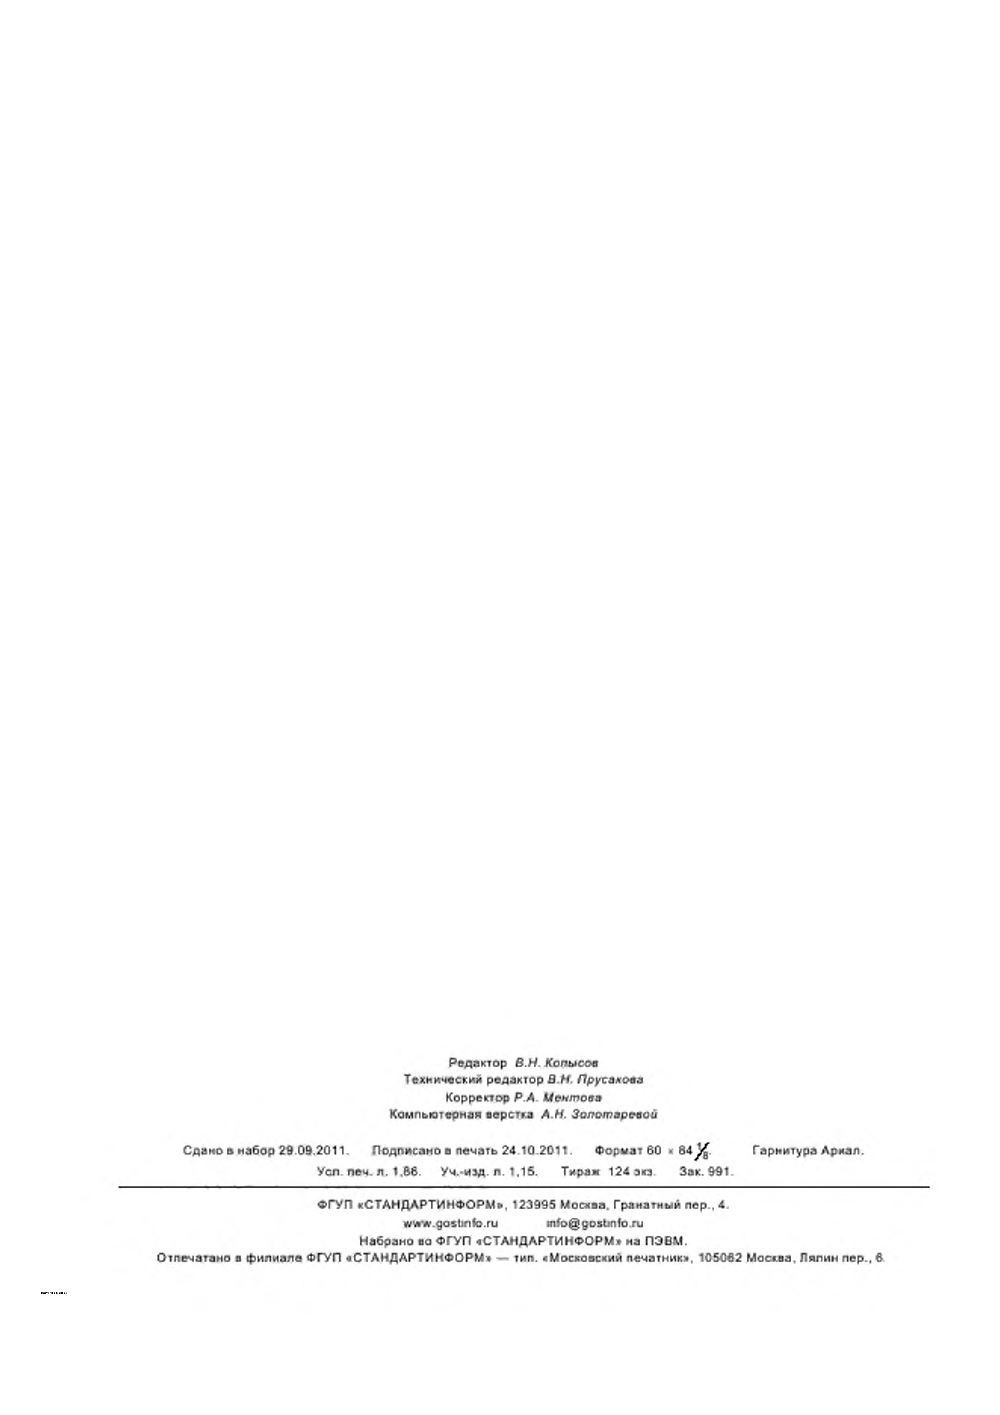 Редактор В.Н. Копысов
Технический редактор В.Н. Прусакова
Корректор Р.А. Ментова
Компьютерная верстка А.Н. Золотаревой
Сдано в набор 29.09.2011. Подписано в печать 24.10.2011. Формат 60 × 84 1/8. Гарнитура Ариал.
Усл. печ. л. 1,86. Уч.-изд. л. 1,15. Тираж 124 экз. Зак. 991.
ФГУП «СТАНДАРТИНФОРМ», 123995 Москва, Гранатный пер., 4.
www.gostinfo.ru info@gostinfo.ru
Набрано во ФГУП «СТАНДАРТИНФОРМ» на ПЭВМ.
Отпечатано в филиале ФГУП «СТАНДАРТИНФОРМ» — тип. «Московский печатник», 105062 Москва, Лялин пер., 6.